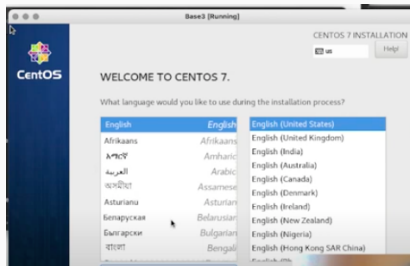 Base3 [Running]
CENTOS 7 INSTALLATION
us
Help!
CentOS
WELCOME TO CENTOS 7.
What language would you like to use during the installation process?
English English
Afrikaans Afrikaans
አማርኛ Amharic
العربية Arabic
অসমীয়া Assamese
Asturianu Asturian
Беларуская Belarusian
Български Bulgarian
বাংলা Bengali
English (United States)
English (United Kingdom)
English (India)
English (Australia)
English (Canada)
English (Denmark)
English (Ireland)
English (New Zealand)
English (Nigeria)
English (Hong Kong SAR China)